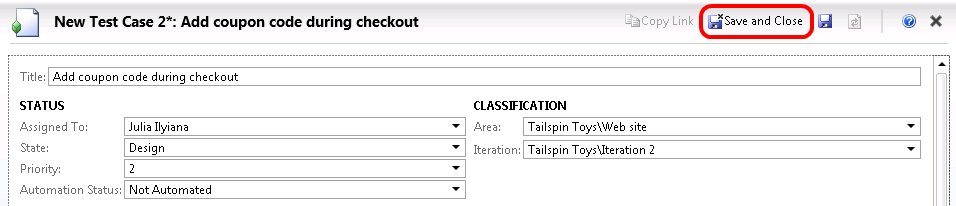 New Test Case 2*: Add coupon code during checkout
Copy Link
Save and Close
Title: Add coupon code during checkout
STATUS
Assigned To: Julia Ilyiana
State: Design
Priority: 2
Automation Status: Not Automated
CLASSIFICATION
Area: Tailspin Toys\Web site
Iteration: Tailspin Toys\Iteration 2